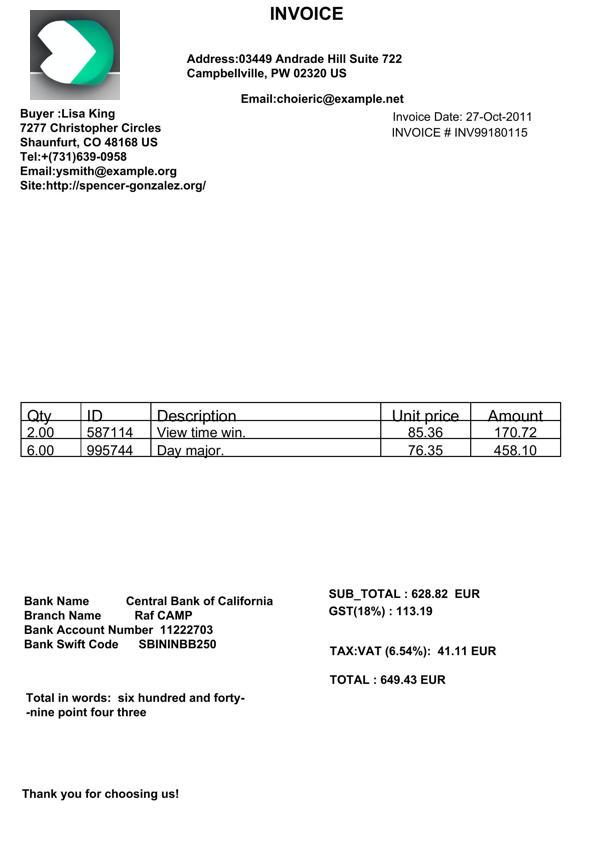 INVOICE
Address:03449 Andrade Hill Suite 722
Campbellville, PW 02320 US
Email:choieric@example.net
Buyer :Lisa King
7277 Christopher Circles
Shaunfurt, CO 48168 US
Tel:+(731)639-0958
Email:ysmith@example.org
Site:http://spencer-gonzalez.org/
Invoice Date: 27-Oct-2011
INVOICE # INV99180115
Qty ID Description Unit price Amount
2.00 587114 View time win. 85.36 170.72
6.00 995744 Day major. 76.35 458.10
Bank Name Central Bank of California
Branch Name Raf CAMP
Bank Account Number 11222703
Bank Swift Code SBININBB250
SUB_TOTAL : 628.82 EUR
GST(18%) : 113.19
TAX:VAT (6.54%): 41.11 EUR
TOTAL : 649.43 EUR
Total in words: six hundred and forty-
-nine point four three
Thank you for choosing us!